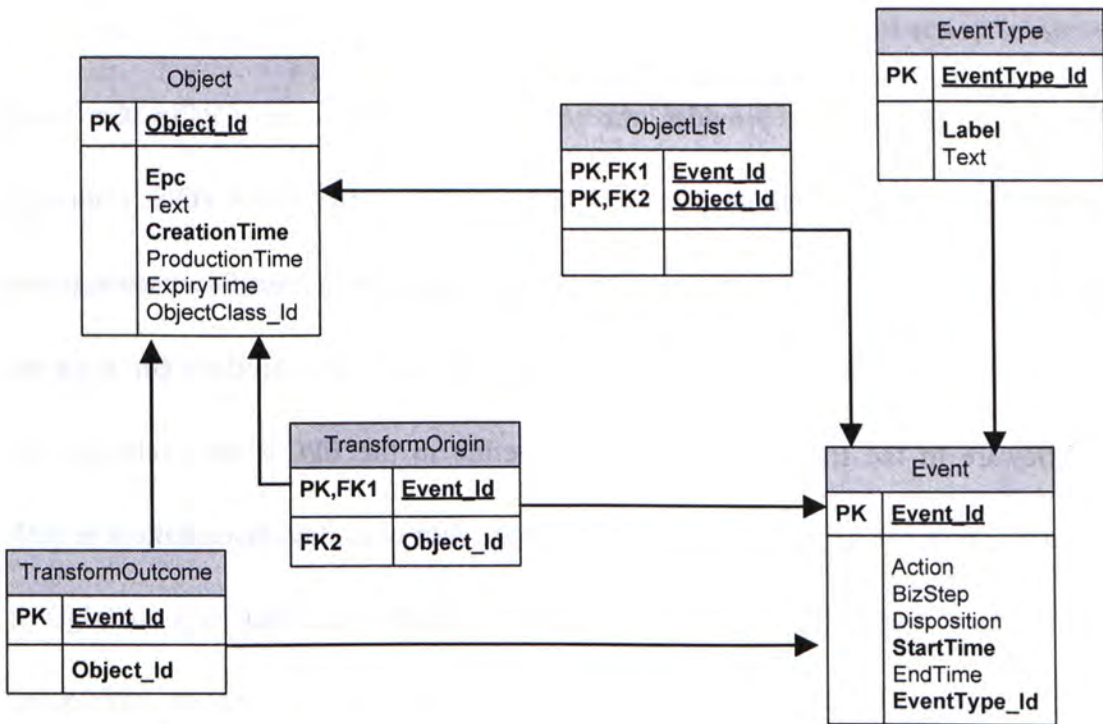 EventType
PK EventType_Id
Label
Text
Object
PK Object_Id
Epc
Text
CreationTime
ProductionTime
ExpiryTime
ObjectClass_Id
ObjectList
PK,FK1 Event_Id
PK,FK2 Object_Id
TransformOrigin
PK,FK1 Event_Id
FK2 Object_Id
Event
PK Event_Id
Action
BizStep
Disposition
StartTime
EndTime
EventType_Id
TransformOutcome
PK Event_Id
Object_Id